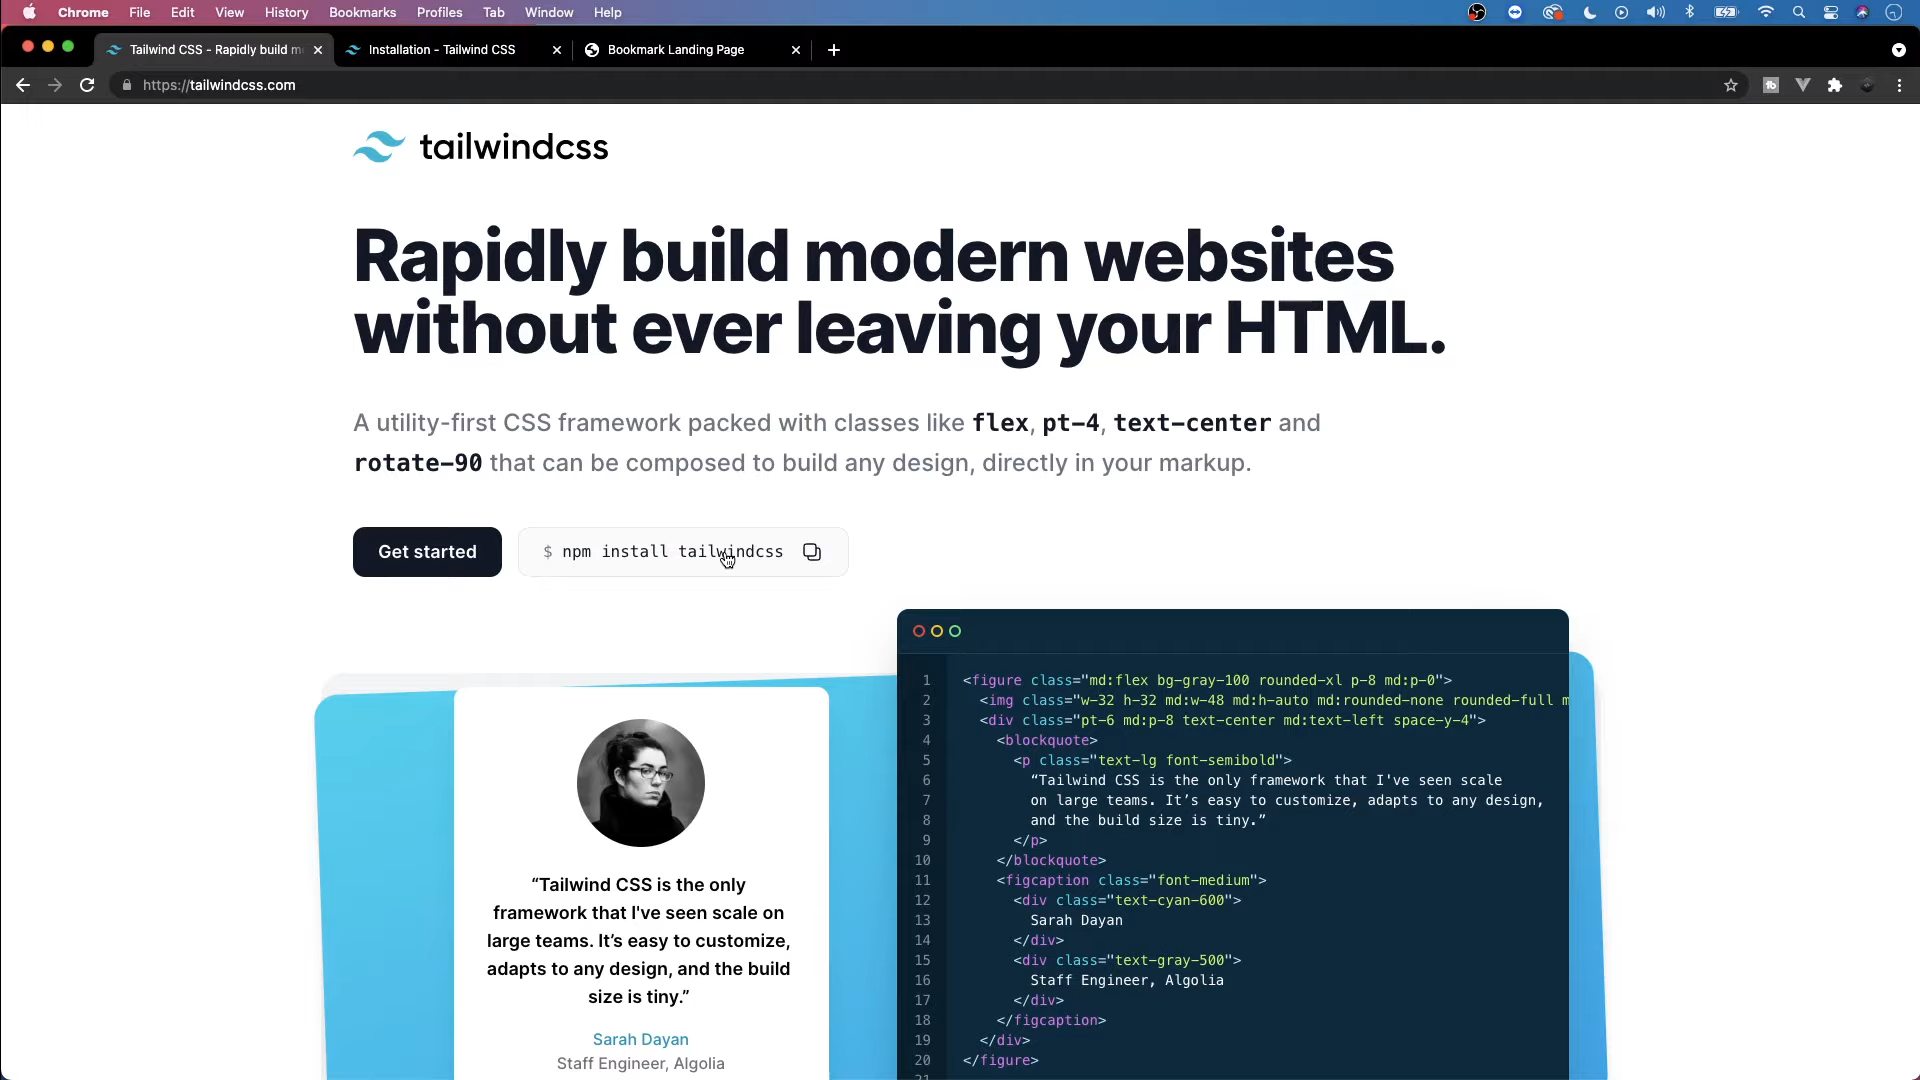 Chrome File Edit View History Bookmarks Profiles Tab Window Help
Tailwind CSS - Rapidly build m
Installation - Tailwind CSS
Bookmark Landing Page
https://tailwindcss.com
tailwindcss
Rapidly build modern websites
without ever leaving your HTML.
A utility-first CSS framework packed with classes like flex, pt-4, text-center and
rotate-90 that can be composed to build any design, directly in your markup.
Get started
$ npm install tailwindcss
“Tailwind CSS is the only
framework that I've seen scale on
large teams. It’s easy to customize,
adapts to any design, and the build
size is tiny.”
Sarah Dayan
Staff Engineer, Algolia
1 <figure class="md:flex bg-gray-100 rounded-xl p-8 md:p-0">
2 <img class="w-32 h-32 md:w-48 md:h-auto md:rounded-none rounded-full m
3 <div class="pt-6 md:p-8 text-center md:text-left space-y-4">
4 <blockquote>
5 <p class="text-lg font-semibold">
6 “Tailwind CSS is the only framework that I've seen scale
7 on large teams. It’s easy to customize, adapts to any design,
8 and the build size is tiny.”
9 </p>
10 </blockquote>
11 <figcaption class="font-medium">
12 <div class="text-cyan-600">
13 Sarah Dayan
14 </div>
15 <div class="text-gray-500">
16 Staff Engineer, Algolia
17 </div>
18 </figcaption>
19 </div>
20 </figure>